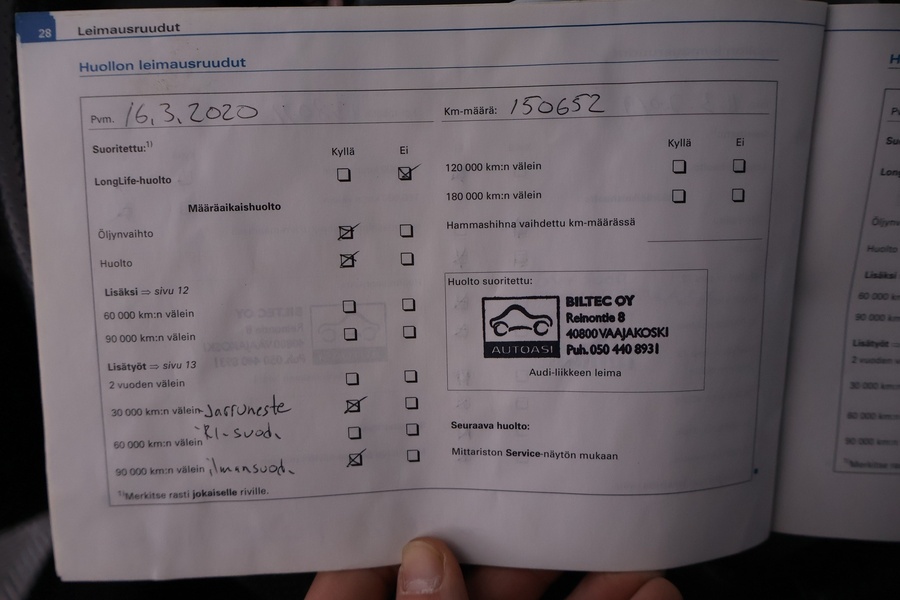 28 Leimausruudut
Huollon leimausruudut
Pvm. 16.3.2020
Km-määrä: 150652
Suoritettu:1)
Kyllä Ei
LongLife-huolto
Määräaikaishuolto
Öljynvaihto
Huolto
Lisäksi ⇒ sivu 12
60 000 km:n välein
90 000 km:n välein
Lisätyöt ⇒ sivu 13
2 vuoden välein
30 000 km:n välein Jarruneste
60 000 km:n välein RI-suod.
90 000 km:n välein ilmansuod.
1)Merkitse rasti jokaiselle riville.
Kyllä Ei
120 000 km:n välein
180 000 km:n välein
Hammashihna vaihdettu km-määrässä
Huolto suoritettu:
AUTOASI
BILTEC OY
Reinontie 8
40800 VAAJAKOSKI
Puh. 050 440 8931
Audi-liikkeen leima
Seuraava huolto:
Mittariston Service-näytön mukaan